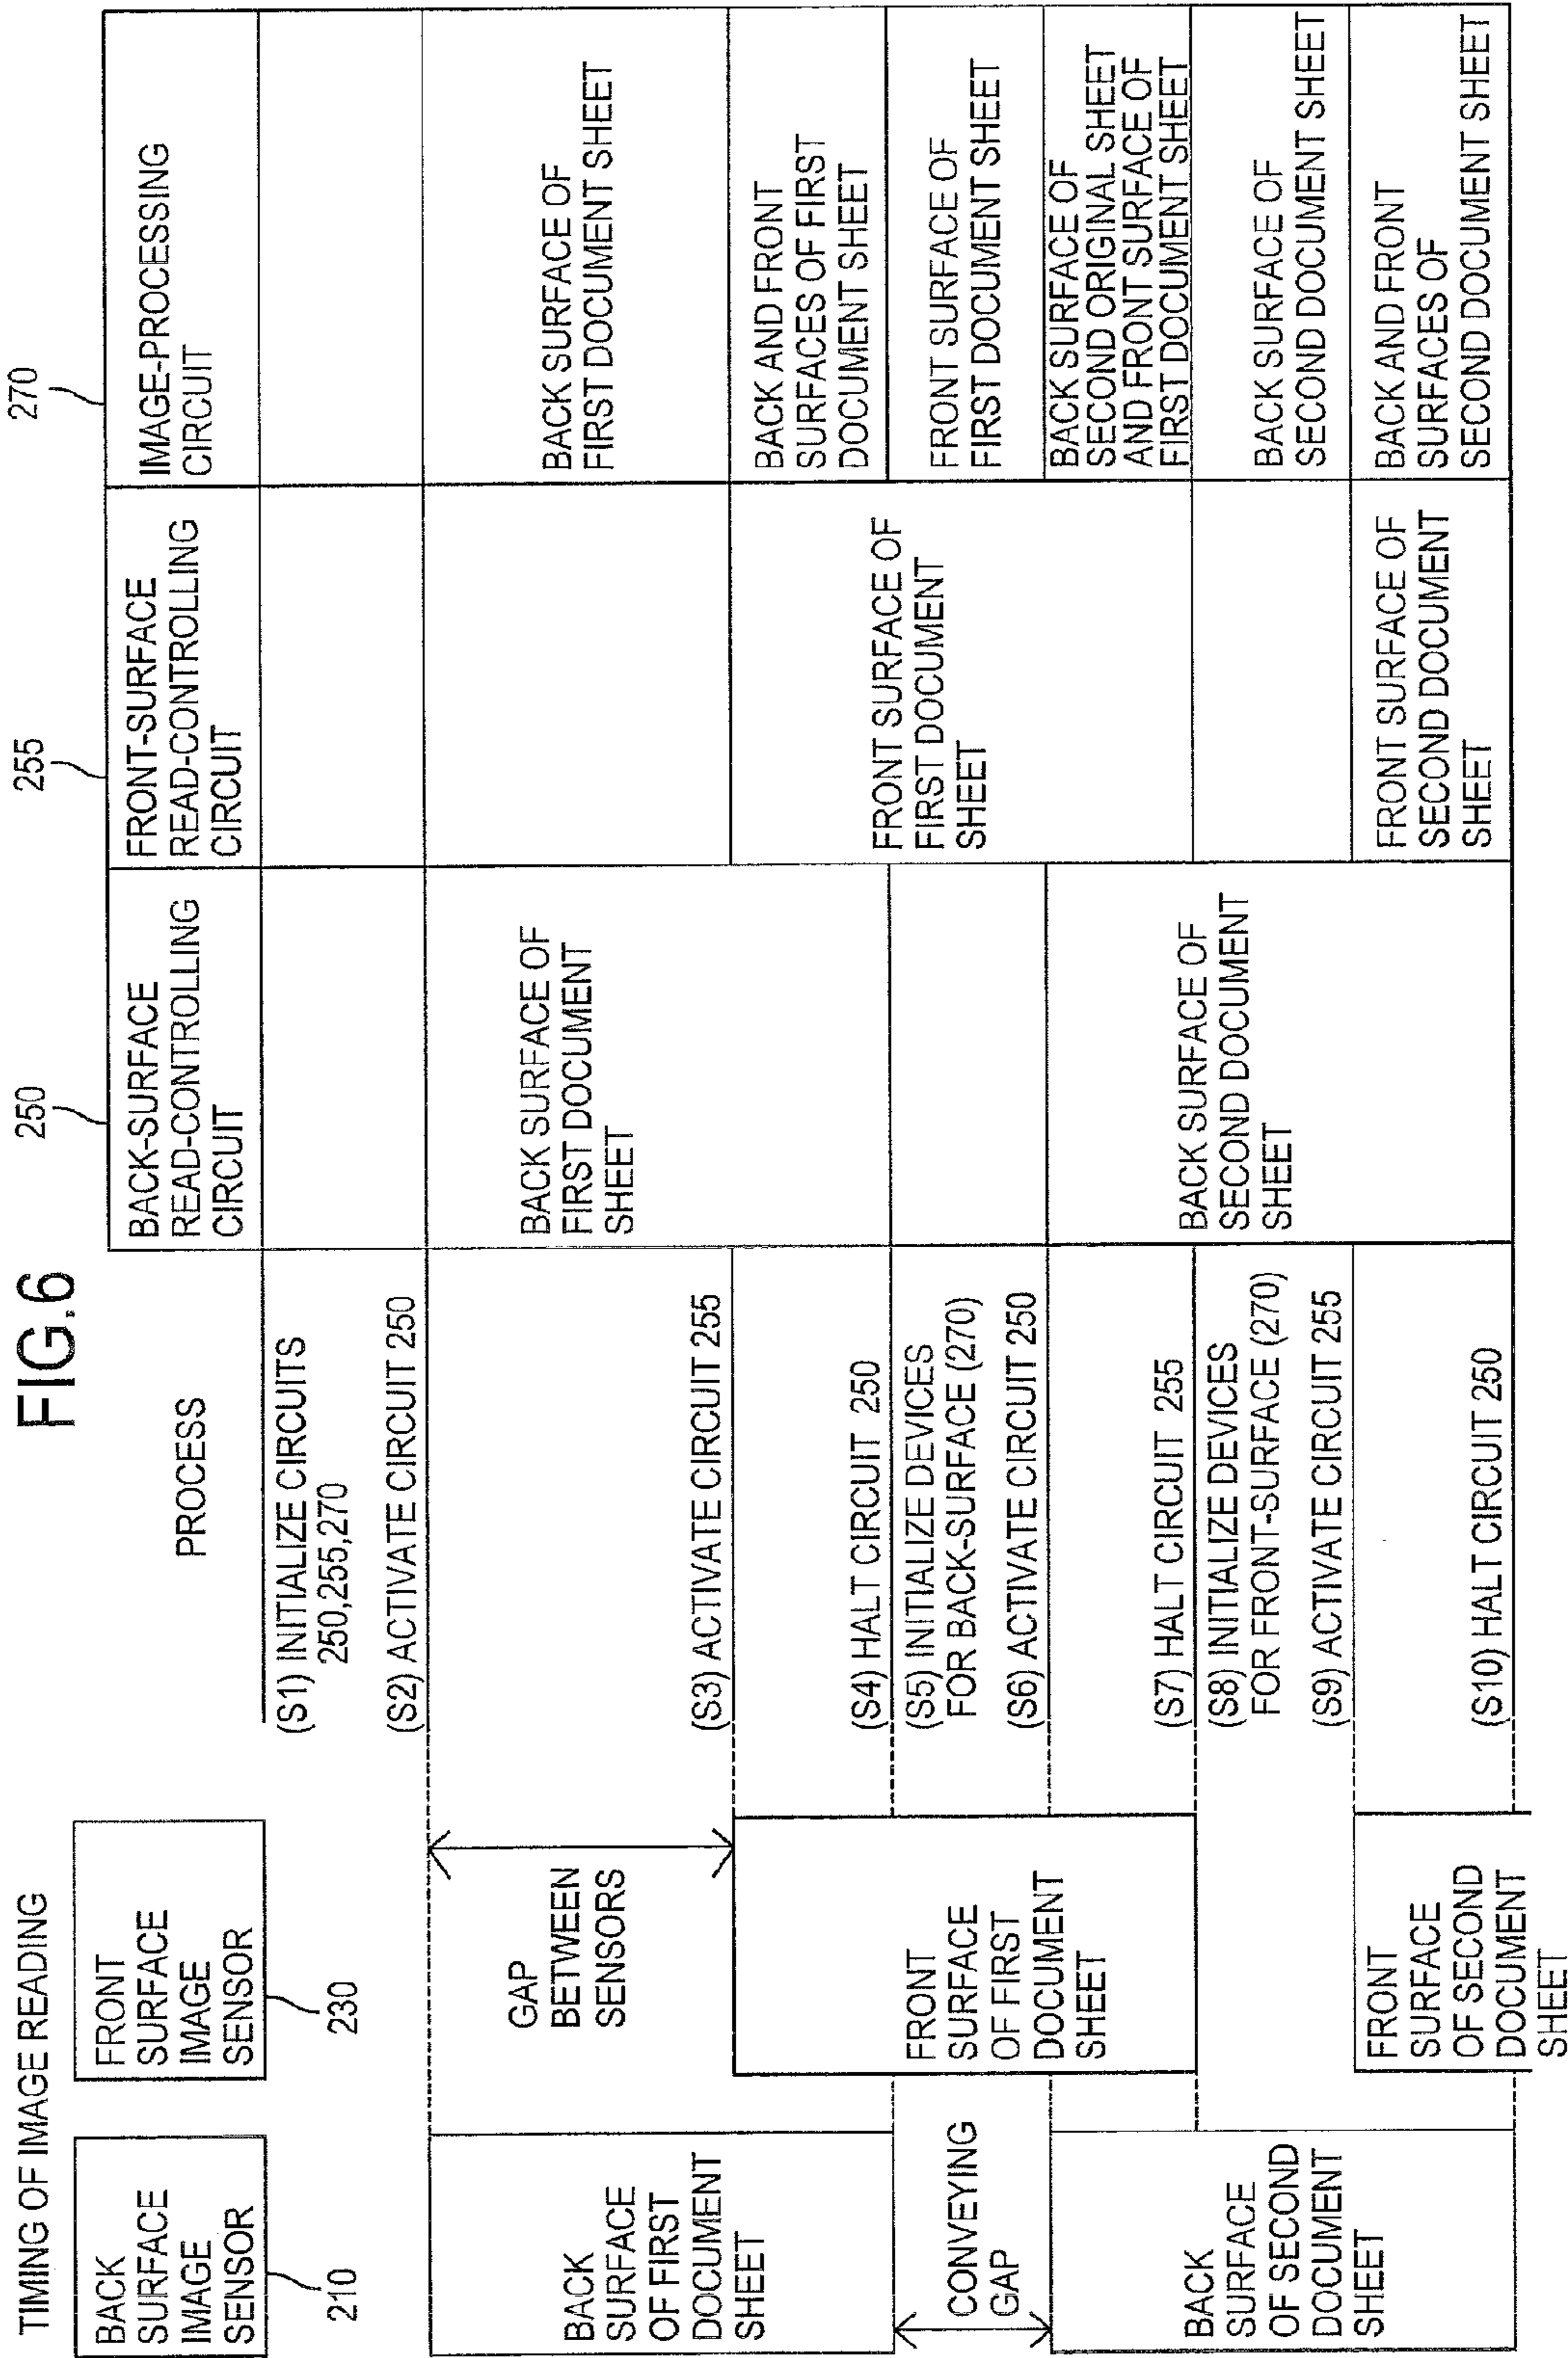 FIG.6
TIMING OF IMAGE READING
BACK
SURFACE
IMAGE
SENSOR
210
FRONT
SURFACE
IMAGE
SENSOR
230
PROCESS
250
BACK-SURFACE
READ-CONTROLLING
CIRCUIT
255
FRONT-SURFACE
READ-CONTROLLING
CIRCUIT
270
IMAGE-PROCESSING
CIRCUIT
BACK
SURFACE
OF FIRST
DOCUMENT
SHEET
CONVEYING
GAP
BACK
SURFACE
OF SECOND
DOCUMENT
SHEET
GAP
BETWEEN
SENSORS
FRONT
SURFACE
OF FIRST
DOCUMENT
SHEET
FRONT
SURFACE
OF SECOND
DOCUMENT
SHEET
(S1) INITIALIZE CIRCUITS
250,255,270
(S2) ACTIVATE CIRCUIT 250
(S3) ACTIVATE CIRCUIT 255
(S4) HALT CIRCUIT 250
(S5) INITIALIZE DEVICES
FOR BACK-SURFACE (270)
(S6) ACTIVATE CIRCUIT 250
(S7) HALT CIRCUIT 255
(S8) INITIALIZE DEVICES
FOR FRONT-SURFACE (270)
(S9) ACTIVATE CIRCUIT 255
(S10) HALT CIRCUIT 250
BACK SURFACE OF
FIRST DOCUMENT
SHEET
BACK SURFACE OF
SECOND DOCUMENT
SHEET
FRONT SURFACE OF
FIRST DOCUMENT
SHEET
FRONT SURFACE OF
SECOND DOCUMENT
SHEET
BACK SURFACE OF
FIRST DOCUMENT SHEET
BACK AND FRONT
SURFACES OF FIRST
DOCUMENT SHEET
FRONT SURFACE OF
FIRST DOCUMENT SHEET
BACK SURFACE OF
SECOND ORIGINAL SHEET
AND FRONT SURFACE OF
FIRST DOCUMENT SHEET
BACK SURFACE OF
SECOND DOCUMENT SHEET
BACK AND FRONT
SURFACES OF
SECOND DOCUMENT SHEET